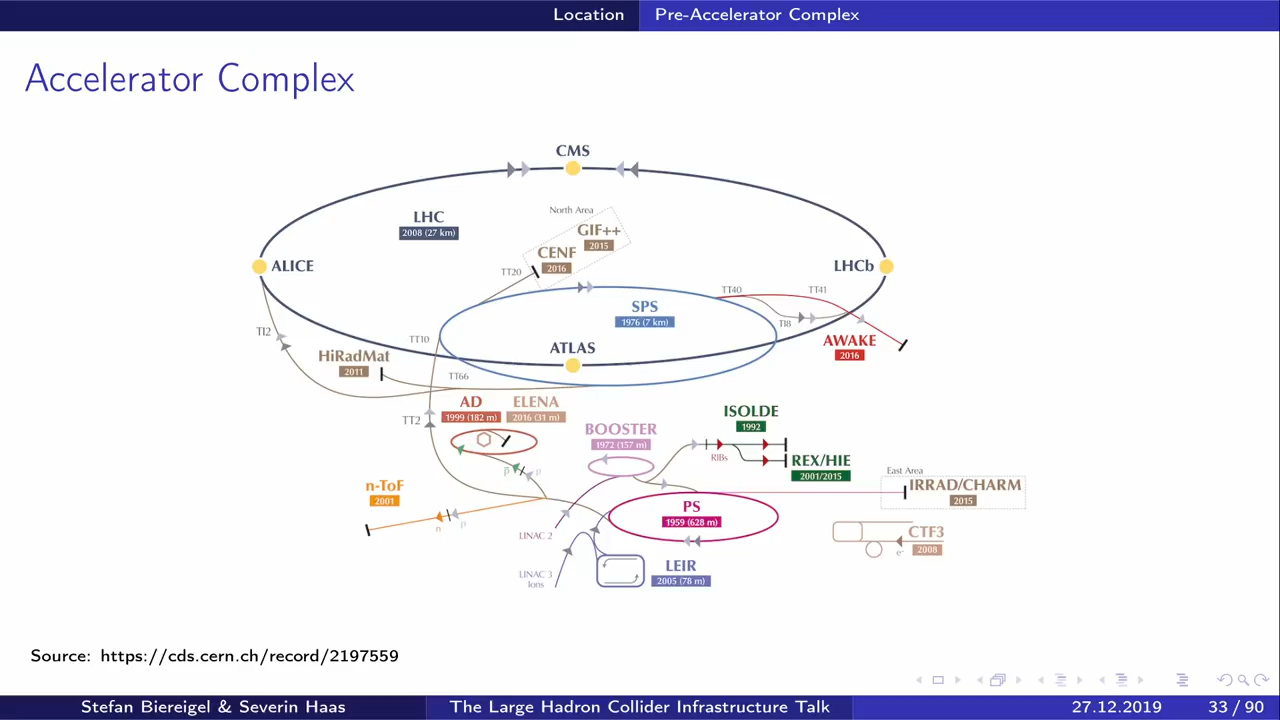 Location Pre-Accelerator Complex
Accelerator Complex
CMS
North Area
LHC
2008 (27 km)
GIF++
2015
CENF
2016
TT20
ALICE
LHCb
TT40
TT41
SPS
1976 (7 km)
TI8
TI2
TT10
ATLAS
AWAKE
2016
HiRadMat
2011
TT66
AD
1999 (182 m)
ELENA
2016 (31 m)
TT2
BOOSTER
1972 (157 m)
ISOLDE
1992
RIBs
REX/HIE
2001/2015
p
p
East Area
IRRAD/CHARM
2015
n-ToF
2001
n
p
PS
1959 (628 m)
LINAC 2
CTF3
2008
e-
LINAC 3
Ions
LEIR
2005 (78 m)
Source: https://cds.cern.ch/record/2197559
Stefan Biereigel & Severin Haas The Large Hadron Collider Infrastructure Talk 27.12.2019 33 / 90